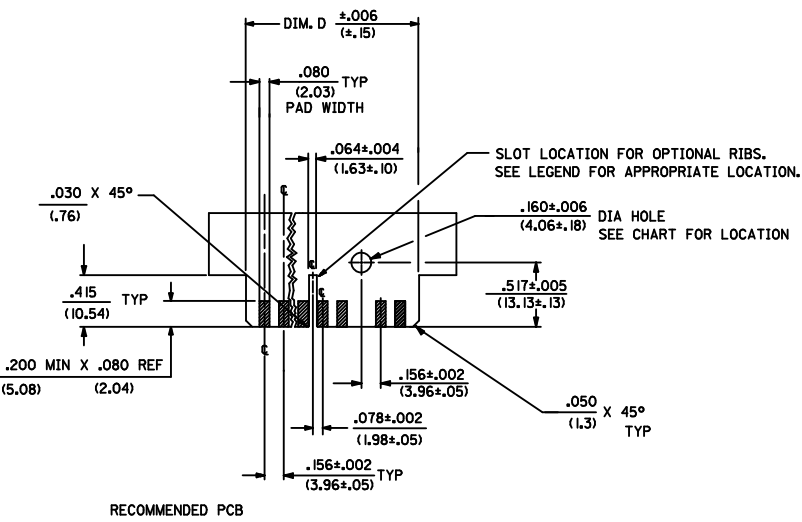 DIM. D ±.006
(±.15)
.080 TYP
(2.03)
PAD WIDTH
.064±.004
(1.63±.10)
SLOT LOCATION FOR OPTIONAL RIBS.
SEE LEGEND FOR APPROPRIATE LOCATION.
.030 X 45°
(.76)
.160±.006 DIA HOLE
(4.06±.18) SEE CHART FOR LOCATION
.415 TYP
(10.54)
.517±.005
(13.13±.13)
.200 MIN X .080 REF
(5.08) (2.04)
.156±.002
(3.96±.05)
.050 X 45°
(1.3) TYP
.078±.002
(1.98±.05)
.156±.002 TYP
(3.96±.05)
RECOMMENDED PCB